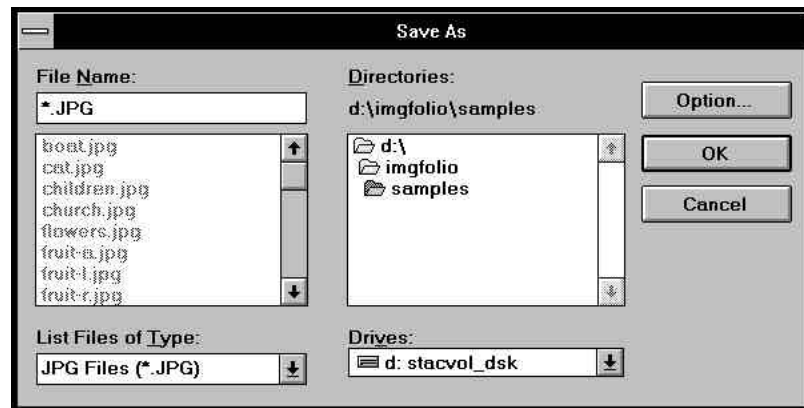 Save As
File Name:
*.JPG
boat.jpg
cat.jpg
children.jpg
church.jpg
flowers.jpg
fruit-a.jpg
fruit-l.jpg
fruit-r.jpg
List Files of Type:
JPG Files (*.JPG)
Directories:
d:\imgfolio\samples
d:\
imgfolio
samples
Drives:
d: stacvol_dsk
Option...
OK
Cancel